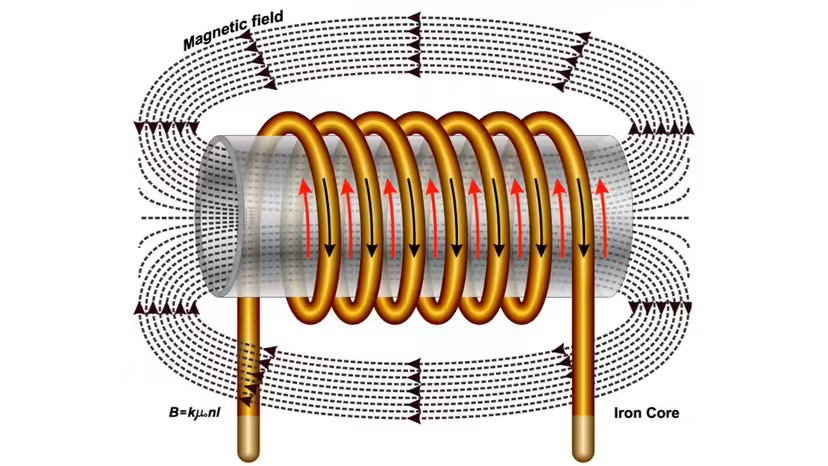 Magnetic field
B=kµ₀nI
Iron Core